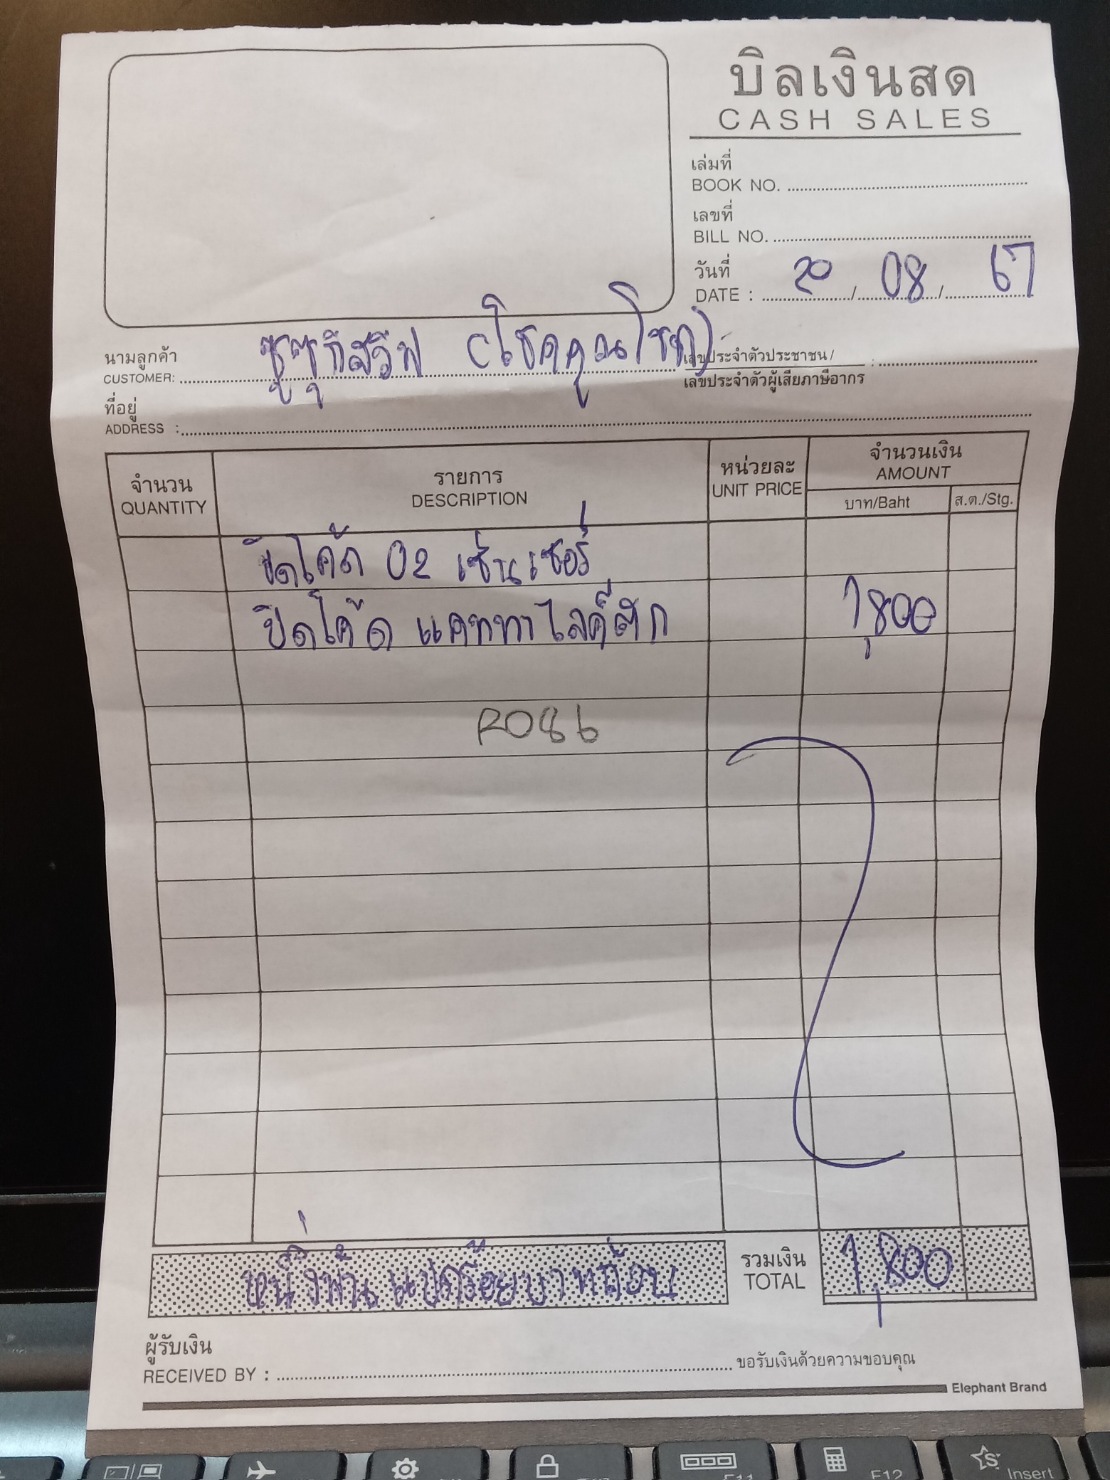 บิลเงินสด
CASH SALES
เล่มที่
BOOK NO.
เลขที่
BILL NO.
วันที่
DATE : 20 / 08 / 67
นามลูกค้า
CUSTOMER: ซูซุกิสวีฟ (โชคคูณโชค)
เลขประจำตัวประชาชน/ :
เลขประจำตัวผู้เสียภาษีอากร
ที่อยู่
ADDRESS :
จำนวน รายการ หน่วยละ จำนวนเงิน
QUANTITY DESCRIPTION UNIT PRICE AMOUNT
บาท/Baht ส.ต./Stg.
ปิดโค้ด O2 เซ่นเซอร์
ปิดโค้ด แคททาไลค์ติก 1,800
R086
หนึ่งพันแปดร้อยบาทถ้วน
รวมเงิน
TOTAL 1,800
ผู้รับเงิน
RECEIVED BY : ขอรับเงินด้วยความขอบคุณ
Elephant Brand
F11
F12
Insert